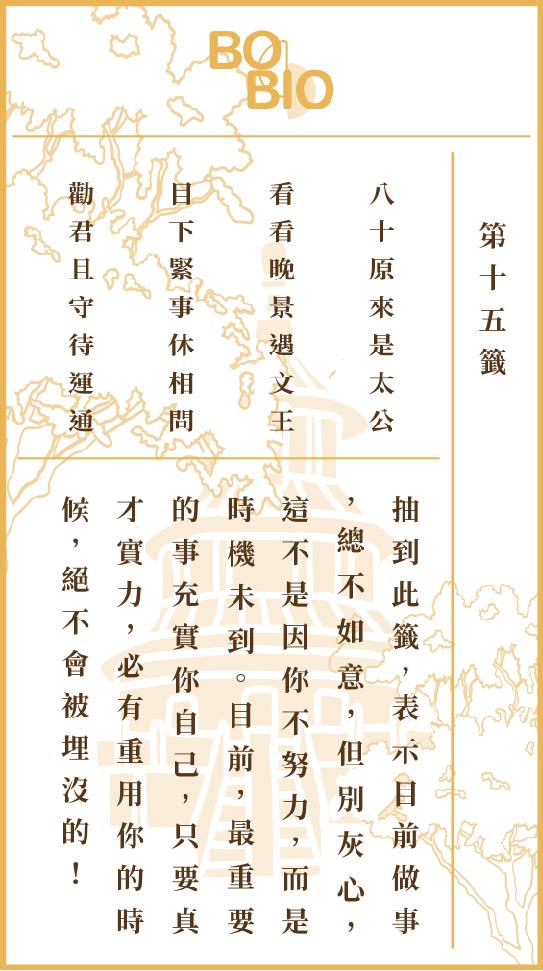 BO
BIO
第十五籤
八十原來是太公
看看晚景遇文王
目下緊事休相問
勸君且守待運通
抽到此籤，表示目前做事
，總不如意，但別灰心，
這不是因你不努力，而是
時機未到。目前，最重要
的事充實你自己，只要真
才實力，必有重用你的時
候，絕不會被埋沒的！